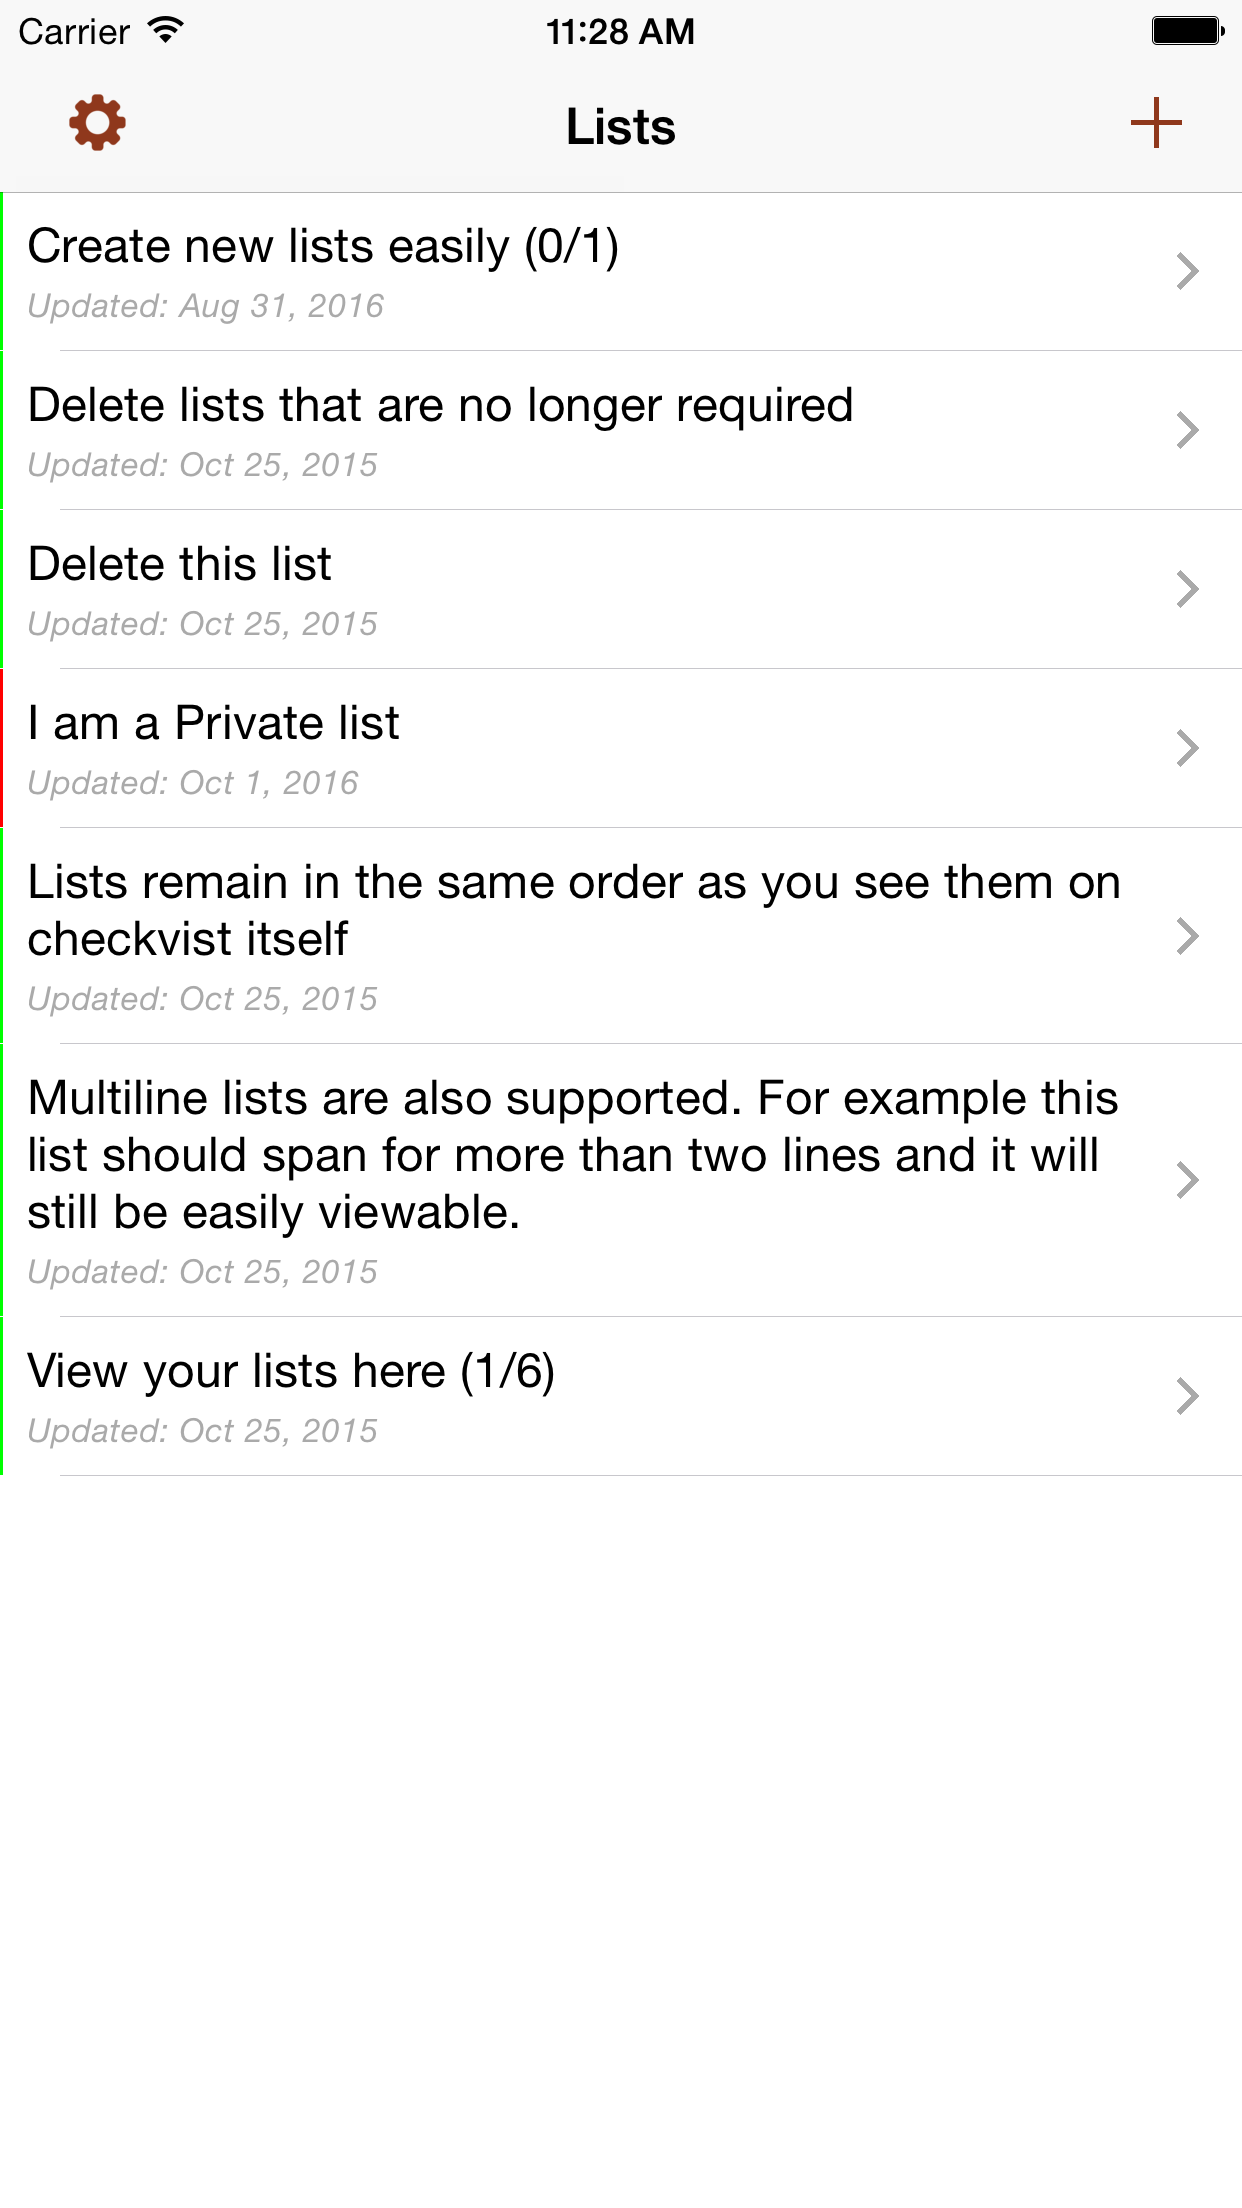 Carrier 11:28 AM
Lists
Create new lists easily (0/1)
Updated: Aug 31, 2016
Delete lists that are no longer required
Updated: Oct 25, 2015
Delete this list
Updated: Oct 25, 2015
I am a Private list
Updated: Oct 1, 2016
Lists remain in the same order as you see them on
checkvist itself
Updated: Oct 25, 2015
Multiline lists are also supported. For example this
list should span for more than two lines and it will
still be easily viewable.
Updated: Oct 25, 2015
View your lists here (1/6)
Updated: Oct 25, 2015